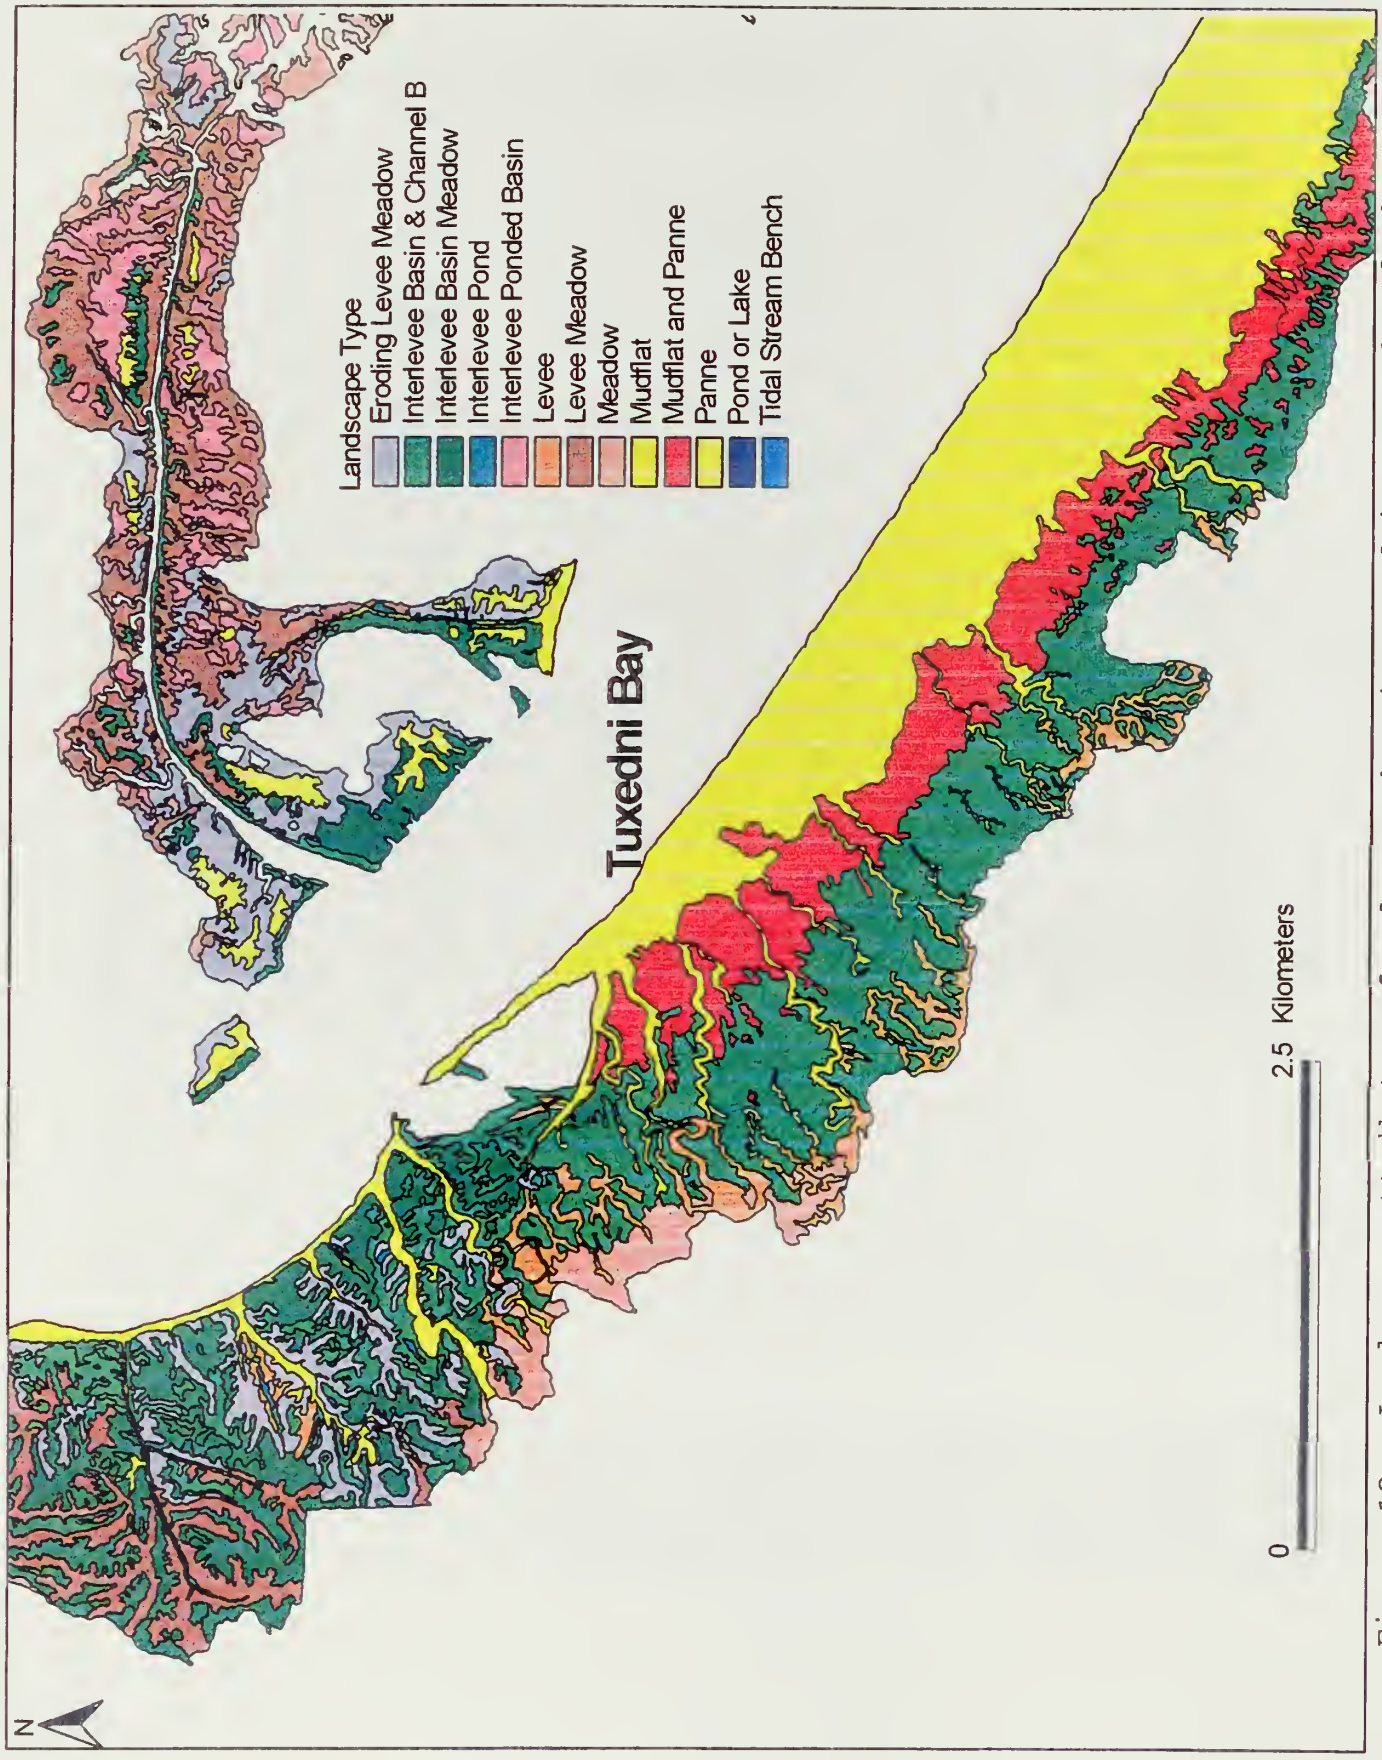 N
Landscape Type
Eroding Levee Meadow
Interlevee Basin & Channel B
Interlevee Basin Meadow
Interlevee Pond
Interlevee Ponded Basin
Levee
Levee Meadow
Meadow
Mudflat
Mudflat and Panne
Panne
Pond or Lake
Tidal Stream Bench
Tuxedni Bay
0
2.5 Kilometers